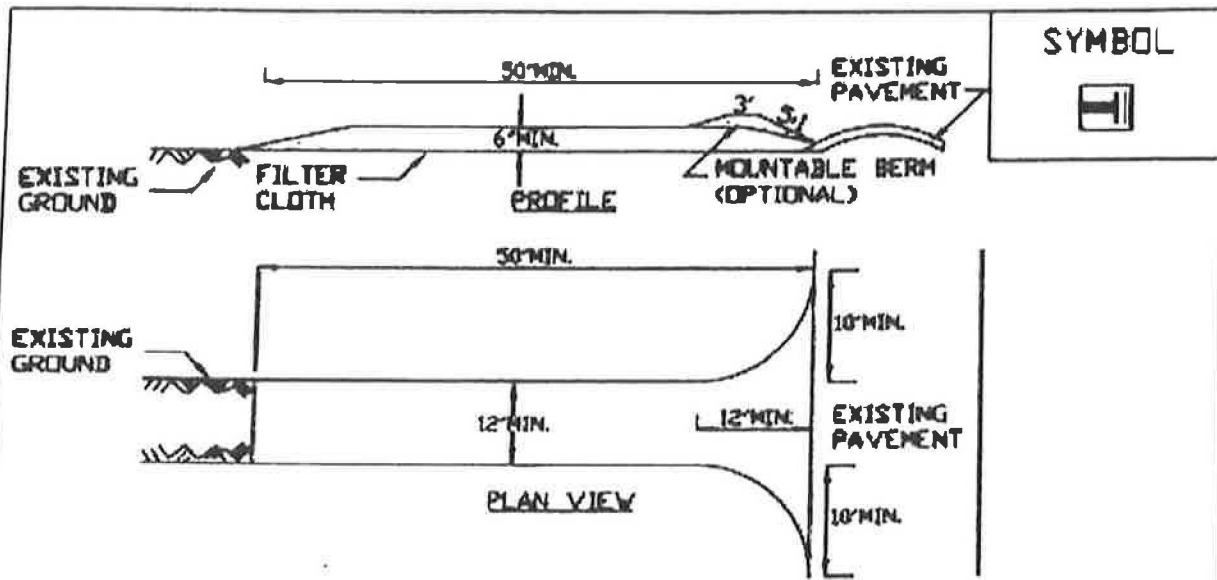 SYMBOL
50'MIN.
EXISTING
PAVEMENT
3'
5:1
6"MIN.
EXISTING
GROUND
FILTER
CLOTH
PROFILE
MOUNTABLE BERM
(OPTIONAL)
50'MIN.
10'MIN.
EXISTING
GROUND
12'MIN.
12'MIN.
EXISTING
PAVEMENT
PLAN VIEW
10'MIN.